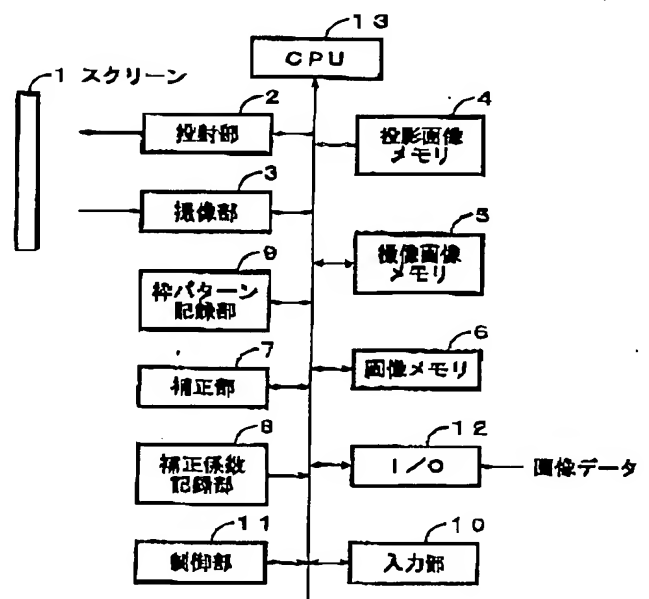 13
CPU
1 スクリーン
2
投射部
4
投影画像
メモリ
3
撮像部
5
撮像画像
メモリ
9
枠パターン
記録部
6
画像メモリ
7
補正部
8
補正係数
記録部
12
I/O
画像データ
11
制御部
10
入力部